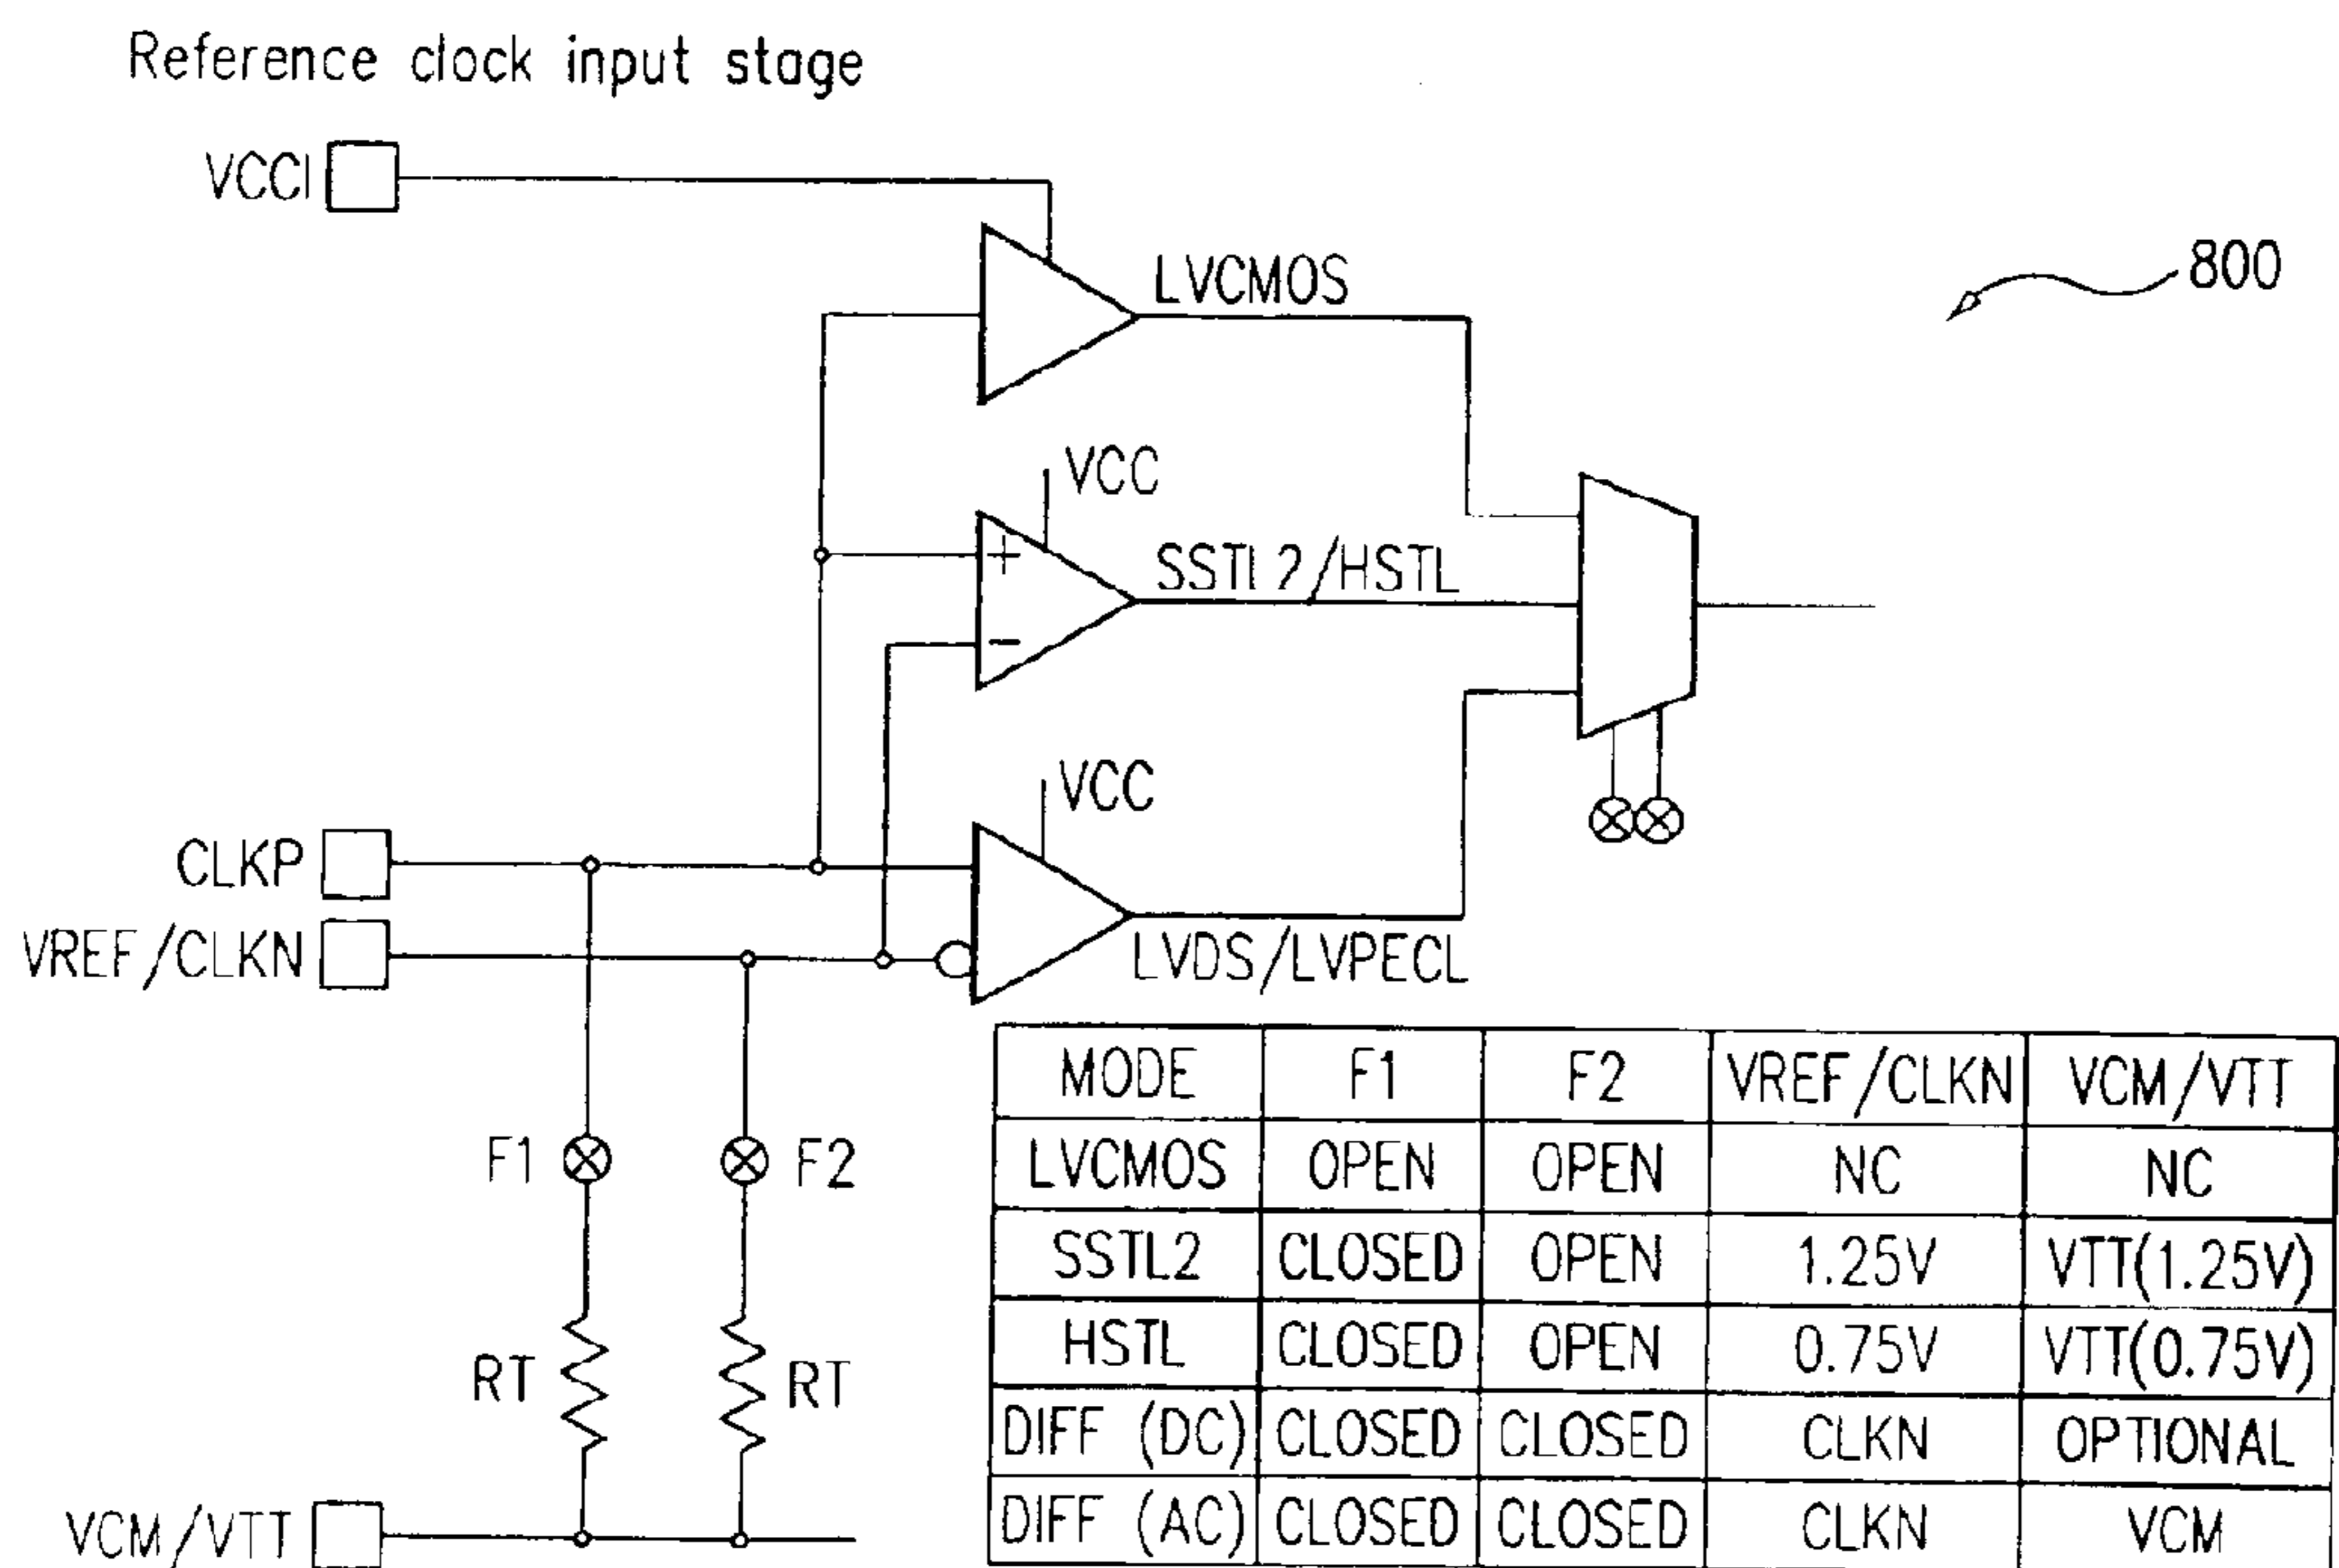 Reference clock input stage
VCCI
LVCMOS
800
VCC
+
SSTL2/HSTL
−
VCC
CLKP
VREF/CLKN
LVDS/LVPECL
F1
F2
RT
RT
VCM/VTT
MODE F1 F2 VREF/CLKN VCM/VTT
LVCMOS OPEN OPEN NC NC
SSTL2 CLOSED OPEN 1.25V VTT(1.25V)
HSTL CLOSED OPEN 0.75V VTT(0.75V)
DIFF (DC) CLOSED CLOSED CLKN OPTIONAL
DIFF (AC) CLOSED CLOSED CLKN VCM